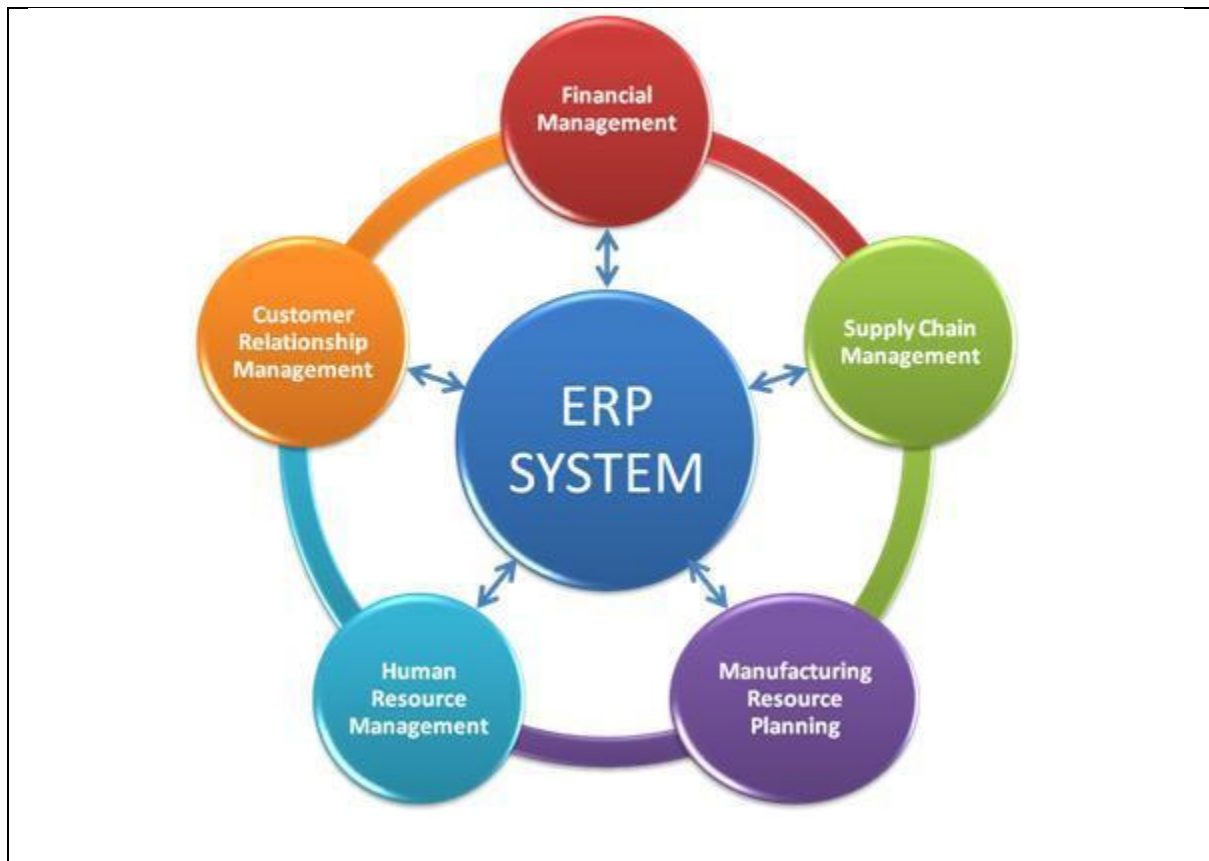 Financial
Management
Customer
Relationship
Management
Supply Chain
Management
ERP
SYSTEM
Human
Resource
Management
Manufacturing
Resource
Planning